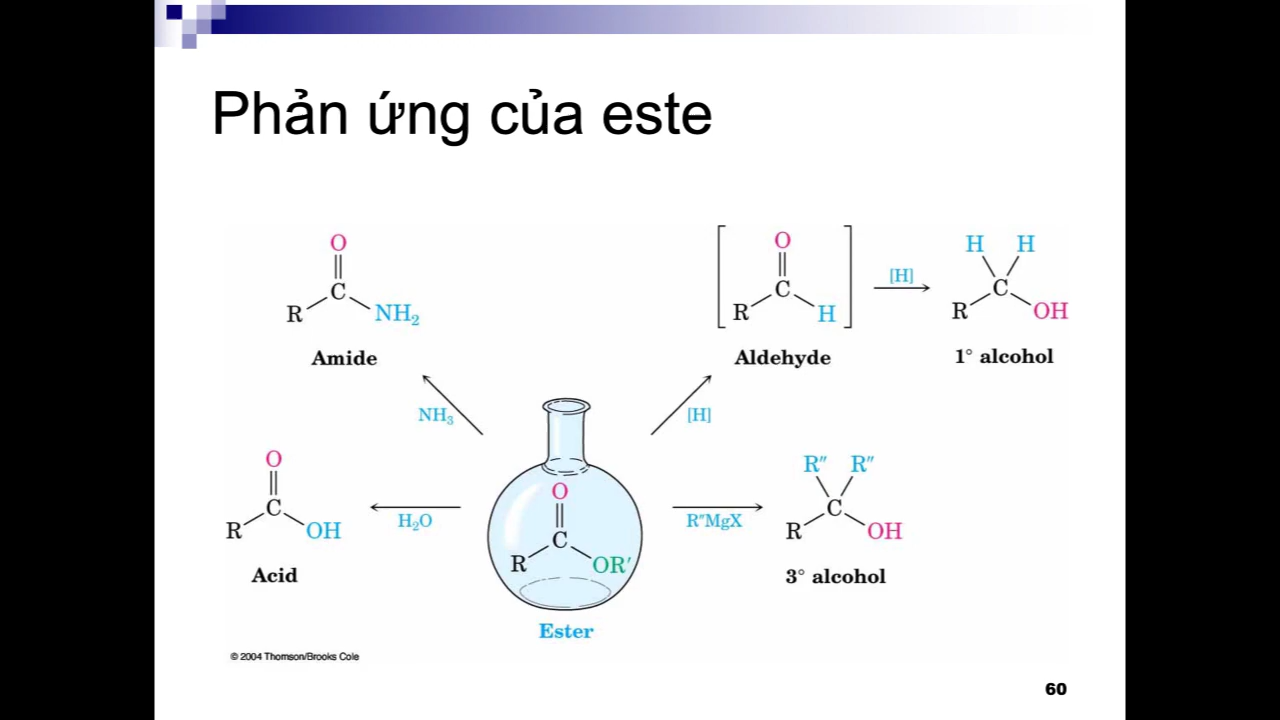 Phản ứng của este
O
C
R
NH₂
Amide
NH₃
O
C
R
H
Aldehyde
[H]
[H]
H H
C
R
OH
1° alcohol
O
C
R
OH
Acid
H₂O
O
C
R
OR′
Ester
R″MgX
R″ R″
C
R
OH
3° alcohol
© 2004 Thomson/Brooks Cole
60